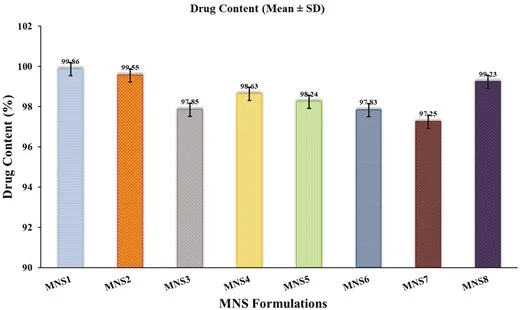 Drug Content (Mean ± SD)
Drug Content (%)
102
100
98
96
94
92
90
99.86
99.55
97.85
98.63
98.24
97.83
97.25
99.23
MNS1
MNS2
MNS3
MNS4
MNS5
MNS6
MNS7
MNS8
MNS Formulations